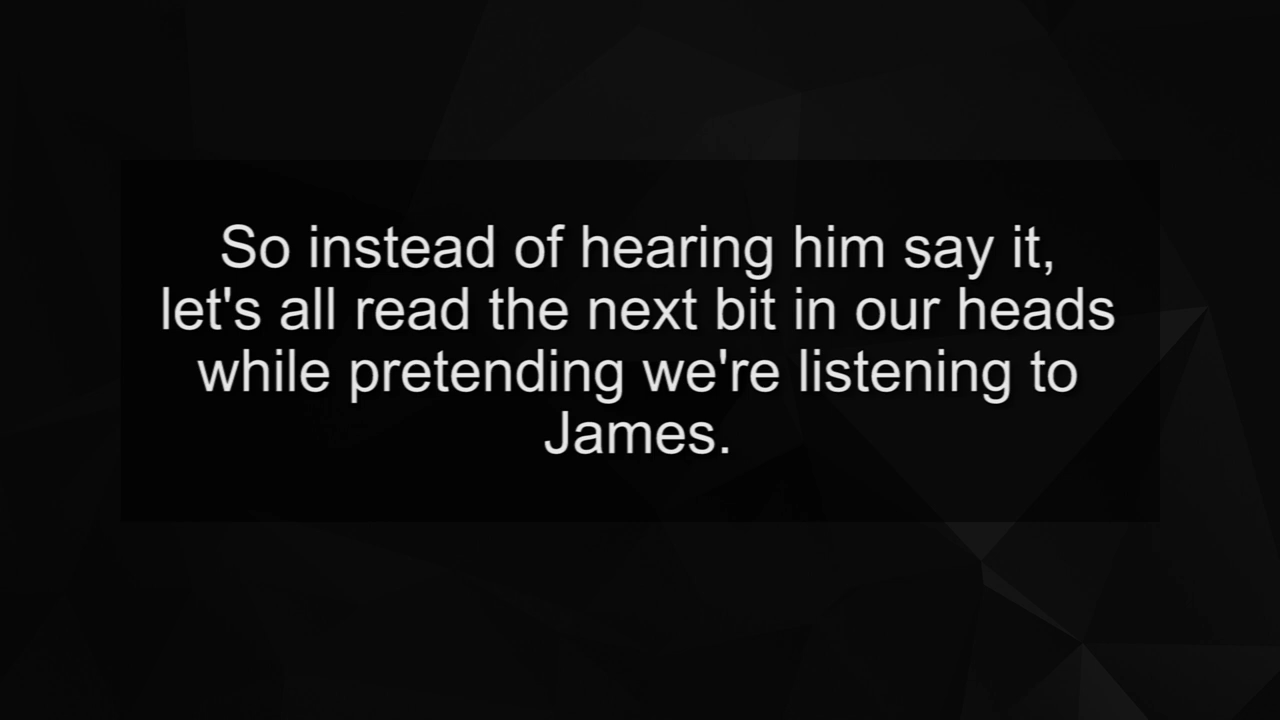 So instead of hearing him say it,
let's all read the next bit in our heads
while pretending we're listening to
James.